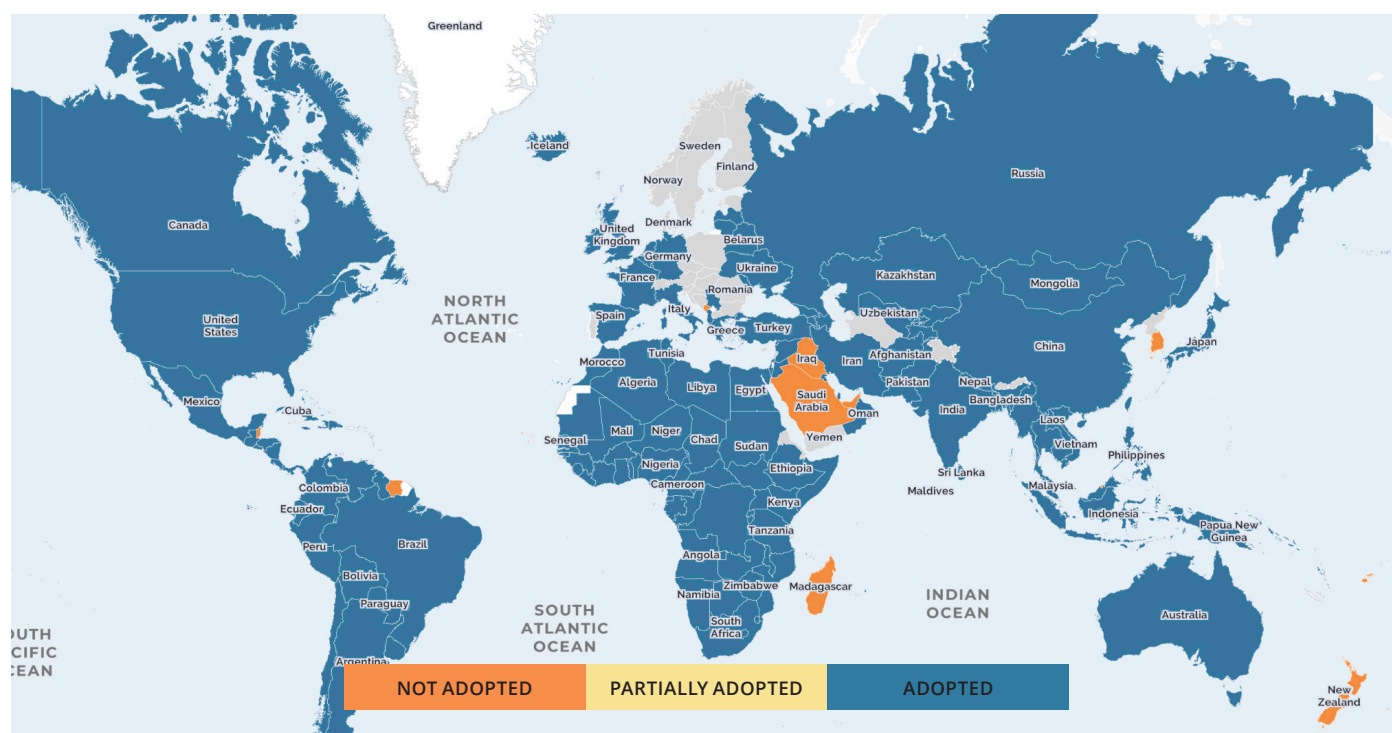 Greenland
Iceland
Sweden
Finland
Norway
Russia
Denmark
Canada
United
Kingdom
Belarus
Germany
Ukraine
France
Kazakhstan
Mongolia
Romania
NORTH
ATLANTIC
OCEAN
United
States
Spain
Italy
Greece
Turkey
Uzbekistan
China
Japan
Tunisia
Morocco
Iraq
Iran
Afghanistan
Algeria
Libya
Egypt
Pakistan
Nepal
Saudi
Arabia
Bangladesh
Mexico
Cuba
Oman
India
Laos
Senegal
Mali
Niger
Chad
Sudan
Yemen
Vietnam
Philippines
Nigeria
Ethiopia
Sri Lanka
Colombia
Cameroon
Maldives
Malaysia
Ecuador
Kenya
Indonesia
Papua New
Guinea
Peru
Brazil
Tanzania
Angola
Bolivia
Zimbabwe
Madagascar
Namibia
INDIAN
OCEAN
Paraguay
SOUTH
ATLANTIC
OCEAN
South
Africa
Australia
OUTH
CIFIC
CEAN
Argentina
New
Zealand
NOT ADOPTED
PARTIALLY ADOPTED
ADOPTED